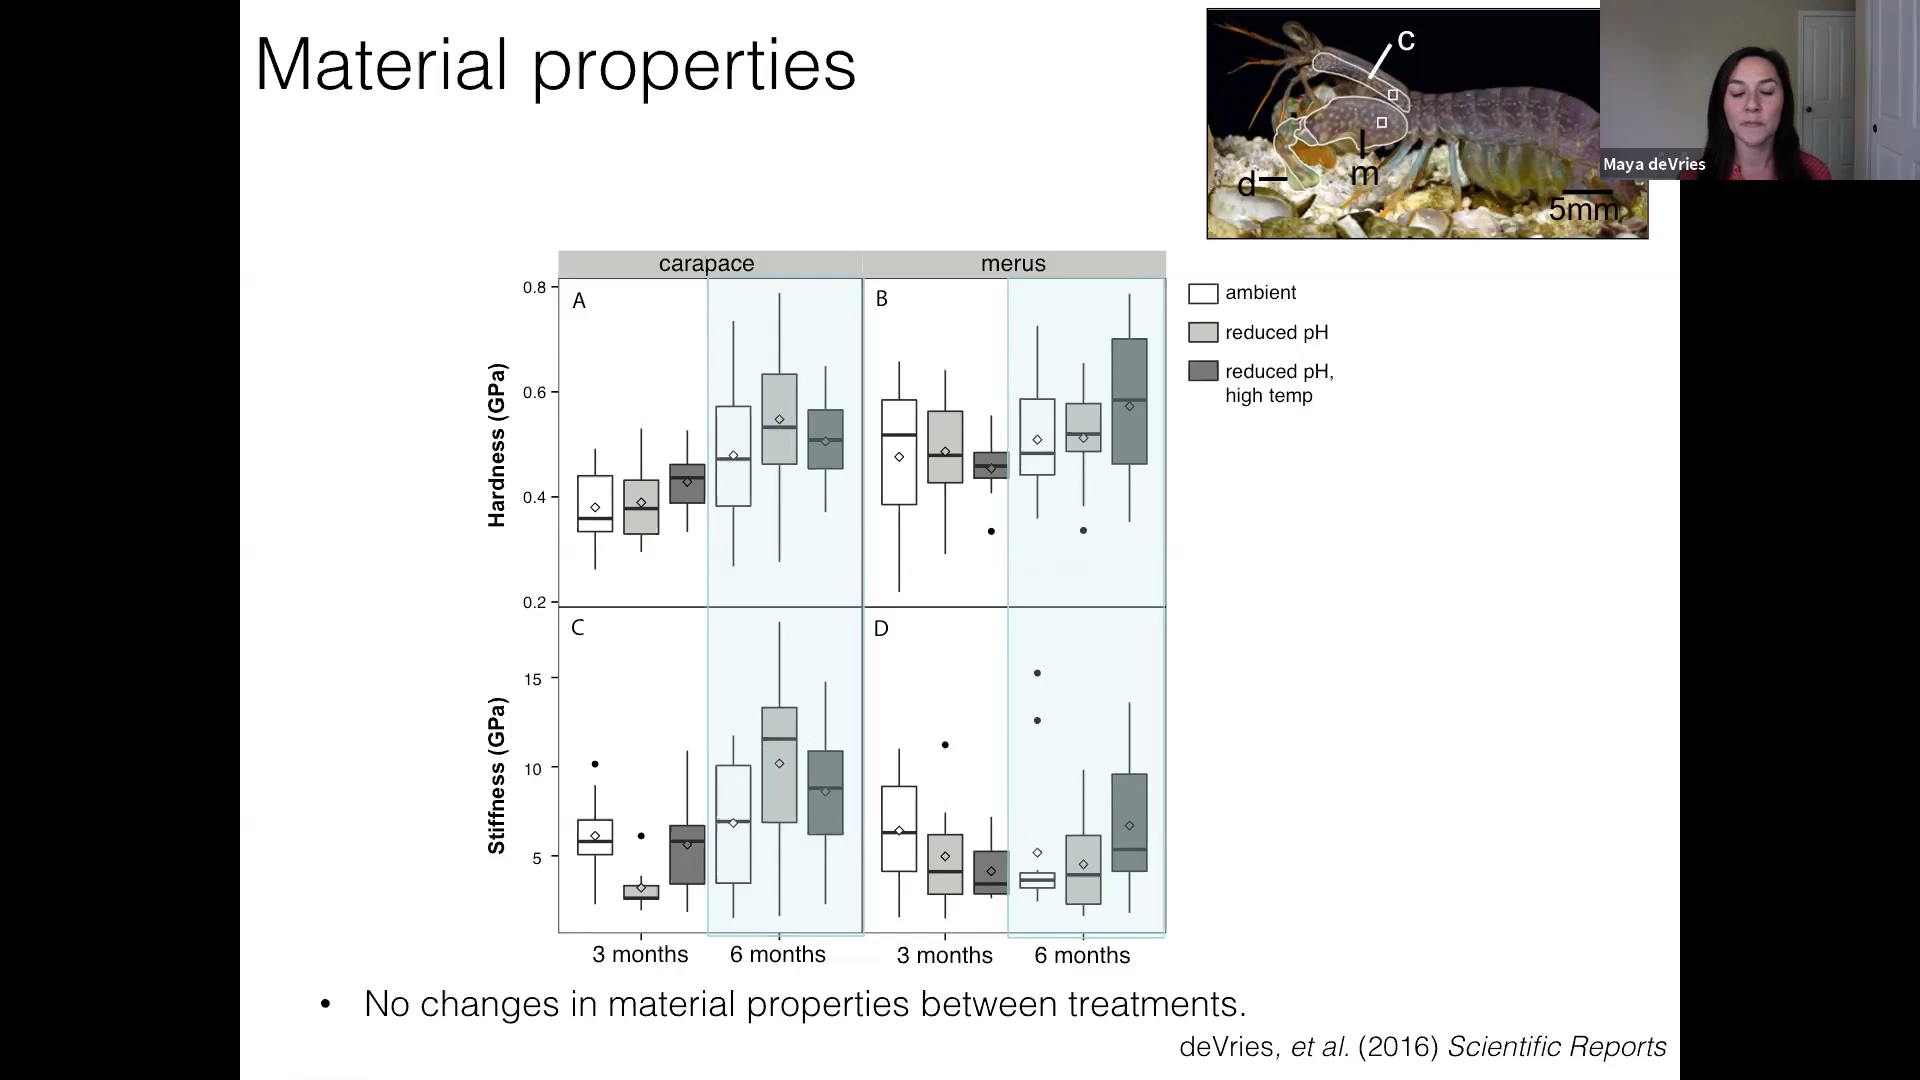 Material properties
c
d
m
5mm
Maya deVries
carapace
merus
ambient
reduced pH
reduced pH,
high temp
Hardness (GPa)
0.8
0.6
0.4
0.2
A
B
Stiffness (GPa)
15
10
5
C
D
3 months
6 months
3 months
6 months
• No changes in material properties between treatments.
deVries, et al. (2016) Scientific Reports